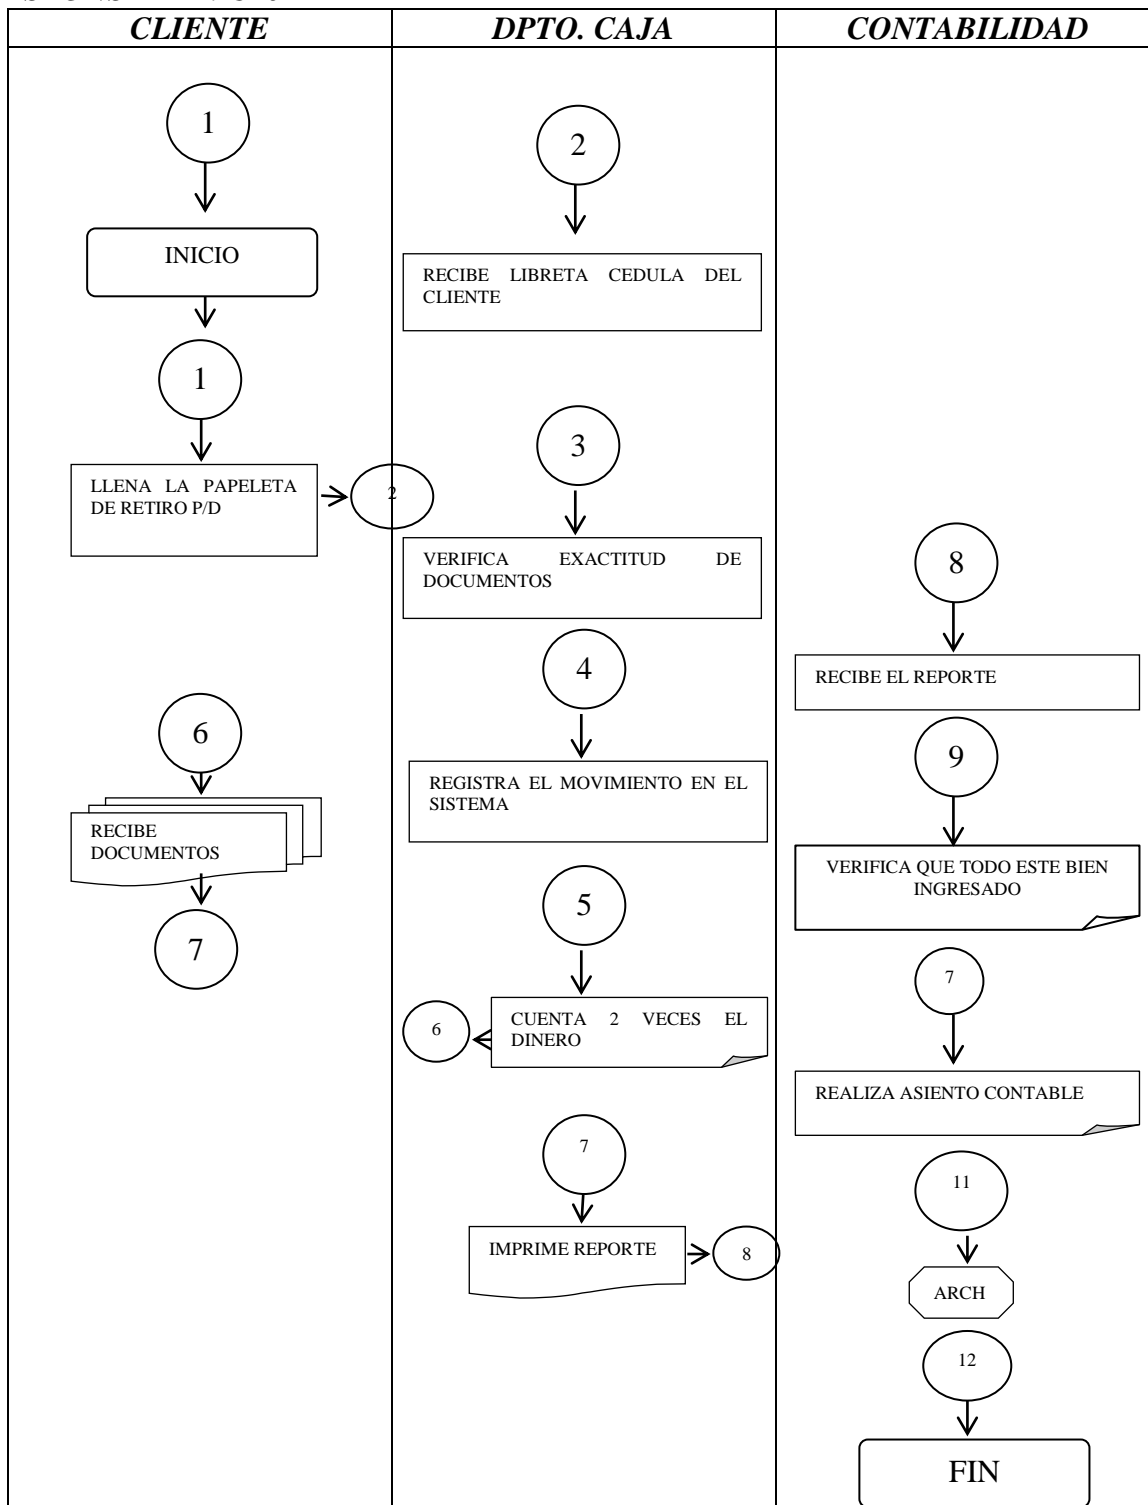 CLIENTE
DPTO. CAJA
CONTABILIDAD
1
INICIO
1
LLENA LA PAPELETA
DE RETIRO P/D
2
6
RECIBE
DOCUMENTOS
7
2
RECIBE LIBRETA CEDULA DEL
CLIENTE
3
VERIFICA EXACTITUD DE
DOCUMENTOS
4
REGISTRA EL MOVIMIENTO EN EL
SISTEMA
5
CUENTA 2 VECES EL
DINERO
6
7
IMPRIME REPORTE
8
8
RECIBE EL REPORTE
9
VERIFICA QUE TODO ESTE BIEN
INGRESADO
7
REALIZA ASIENTO CONTABLE
11
ARCH
12
FIN